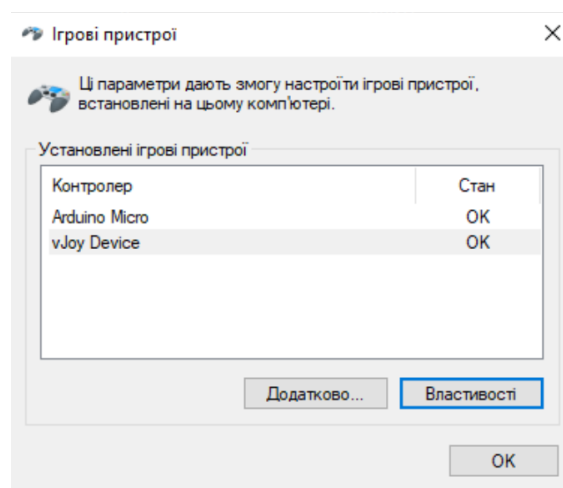 Ігрові пристрої
Ці параметри дають змогу настроїти ігрові пристрої,
встановлені на цьому комп'ютері.
Установлені ігрові пристрої
Контролер Стан
Arduino Micro OK
vJoy Device OK
Додатково... Властивості
OK